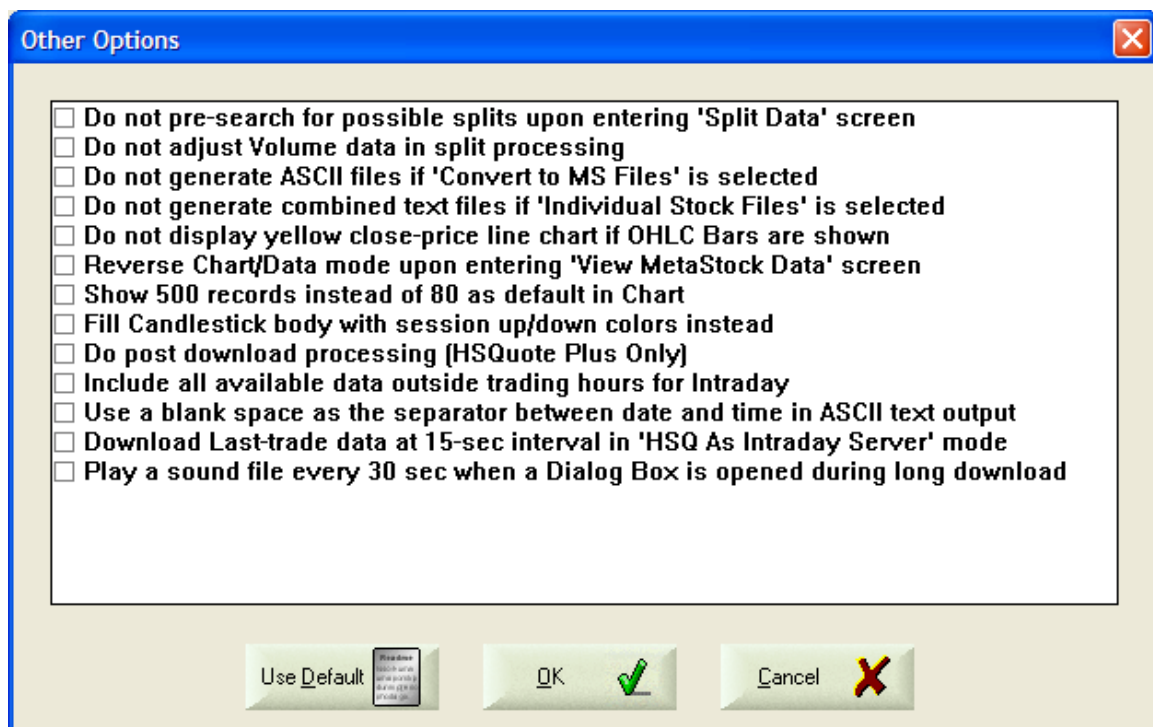 Other Options
Do not pre-search for possible splits upon entering 'Split Data' screen
Do not adjust Volume data in split processing
Do not generate ASCII files if 'Convert to MS Files' is selected
Do not generate combined text files if 'Individual Stock Files' is selected
Do not display yellow close-price line chart if OHLC Bars are shown
Reverse Chart/Data mode upon entering 'View MetaStock Data' screen
Show 500 records instead of 80 as default in Chart
Fill Candlestick body with session up/down colors instead
Do post download processing (HSQuote Plus Only)
Include all available data outside trading hours for Intraday
Use a blank space as the separator between date and time in ASCII text output
Download Last-trade data at 15-sec interval in 'HSQ As Intraday Server' mode
Play a sound file every 30 sec when a Dialog Box is opened during long download
Use Default
OK
Cancel